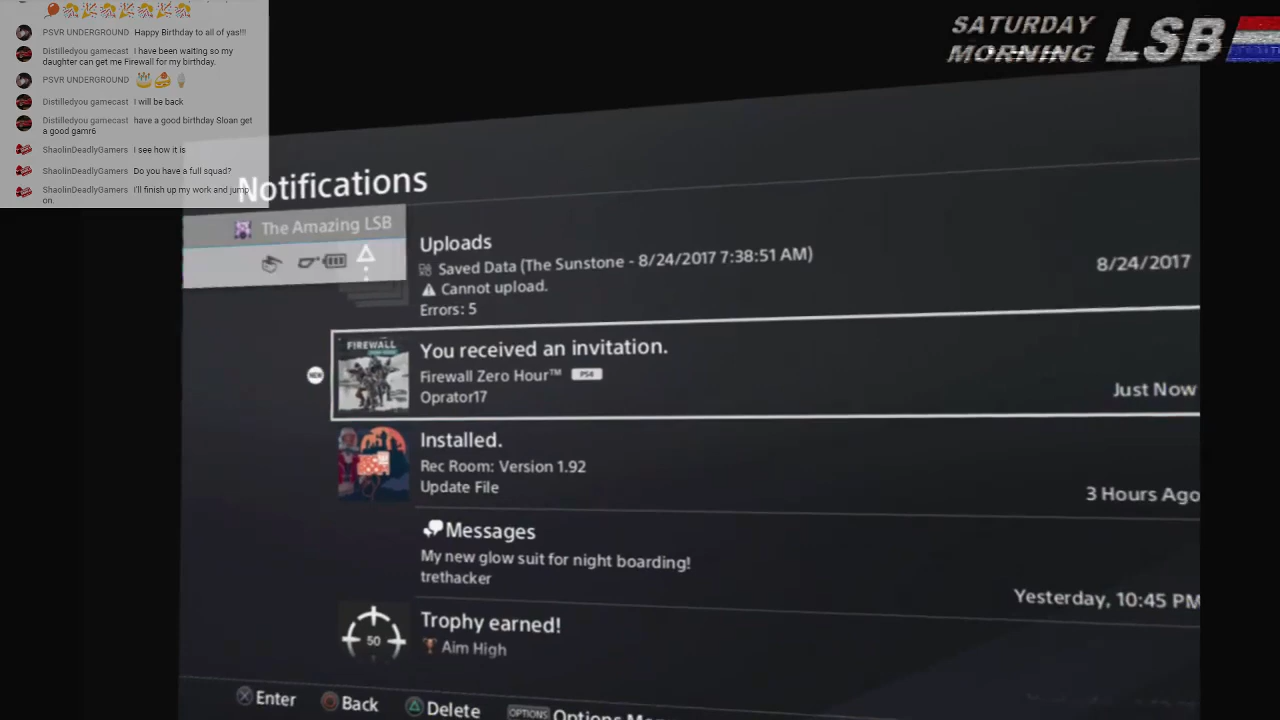 PSVR UNDERGROUND Happy Birthday to all of yas!!!
Distilledyou gamecast I have been waiting so my
daughter can get me Firewall for my birthday.
PSVR UNDERGROUND
Distilledyou gamecast I will be back
Distilledyou gamecast have a good birthday Sloan get
a good gamr6
ShaolinDeadlyGamers I see how it is
ShaolinDeadlyGamers Do you have a full squad?
ShaolinDeadlyGamers I'll finish up my work and jump
on.
SATURDAY
MORNING LSB
Notifications
The Amazing LSB
Uploads
Saved Data (The Sunstone - 8/24/2017 7:38:51 AM)
Cannot upload.
Errors: 5
8/24/2017
NEW
FIREWALL
You received an invitation.
Firewall Zero Hour™ PS4
Oprator17
Just Now
Installed.
Rec Room: Version 1.92
Update File
3 Hours Ago
Messages
My new glow suit for night boarding!
trethacker
Yesterday, 10:45 PM
50
Trophy earned!
Aim High
Enter
Back
Delete
OPTIONS Options